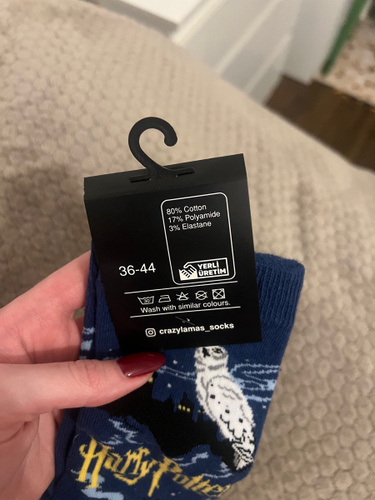 80% Cotton
17% Polyamide
3% Elastane
36-44
YERLİ
ÜRETİM
Wash with similar colours.
crazylamas_socks
Harry Potter